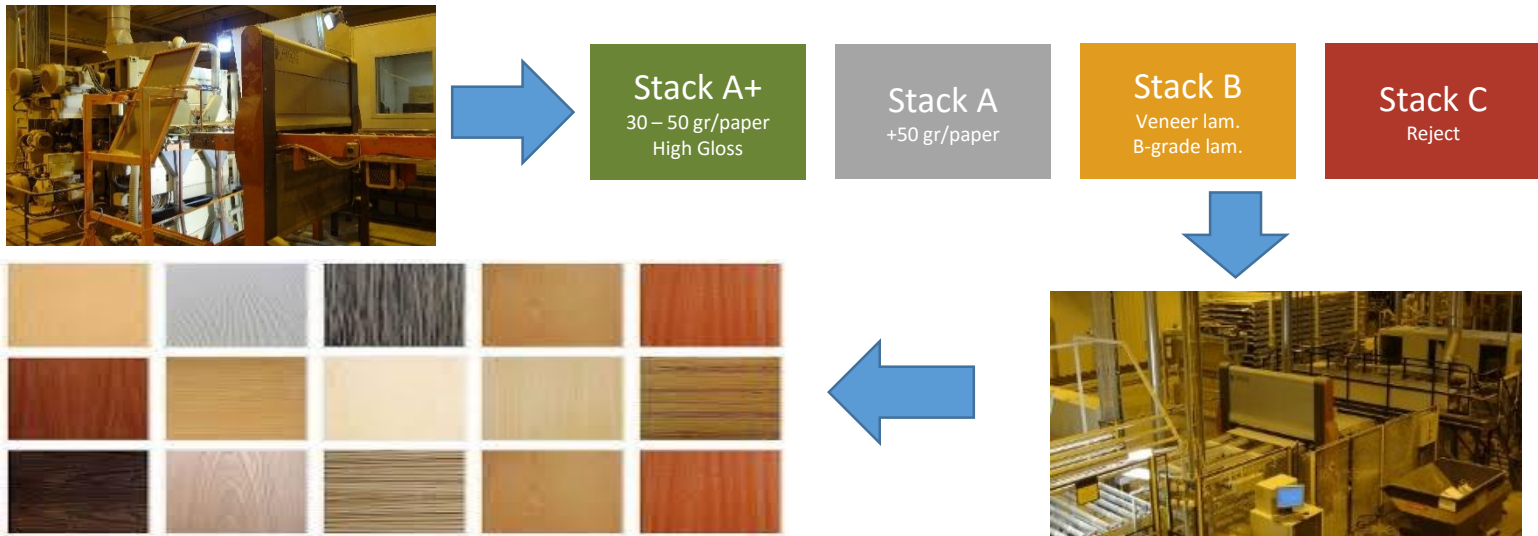 Stack A+
30 – 50 gr/paper
High Gloss
Stack A
+50 gr/paper
Stack B
Veneer lam.
B-grade lam.
Stack C
Reject